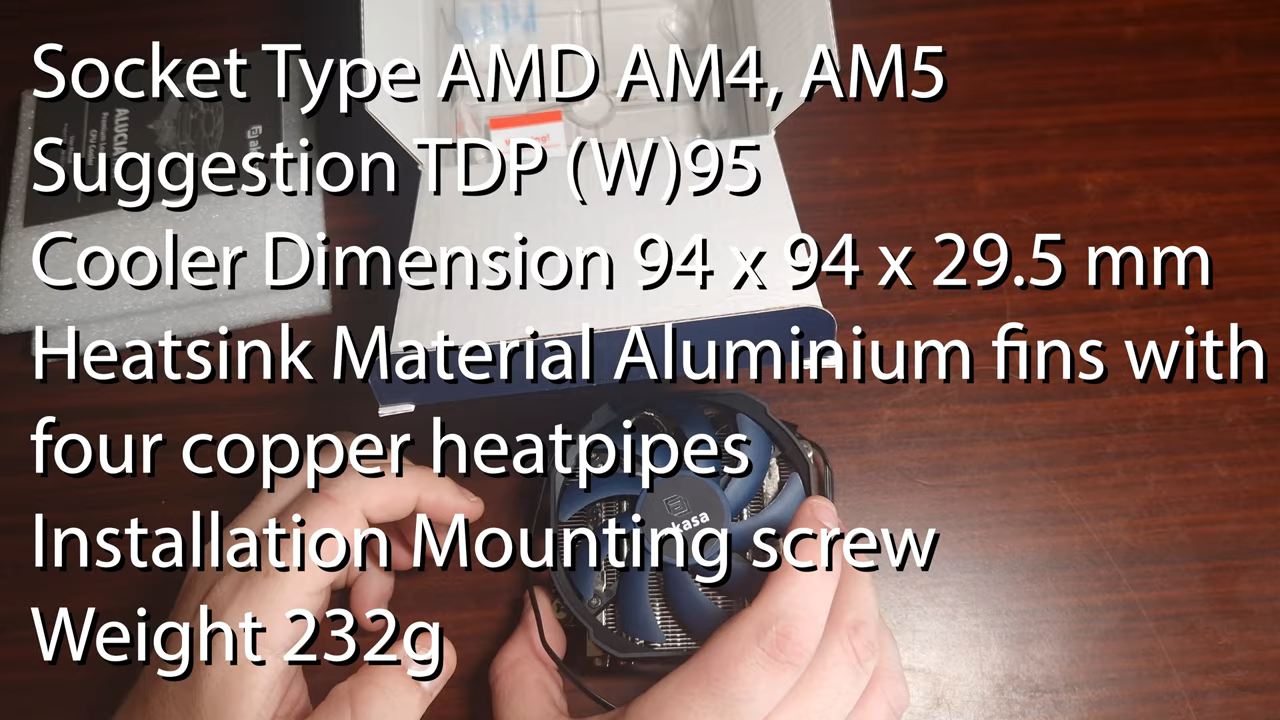 Socket Type AMD AM4, AM5
Suggestion TDP (W)95
Cooler Dimension 94 x 94 x 29.5 mm
Heatsink Material Aluminium fins with
four copper heatpipes
Installation Mounting screw
Weight 232g
akasa